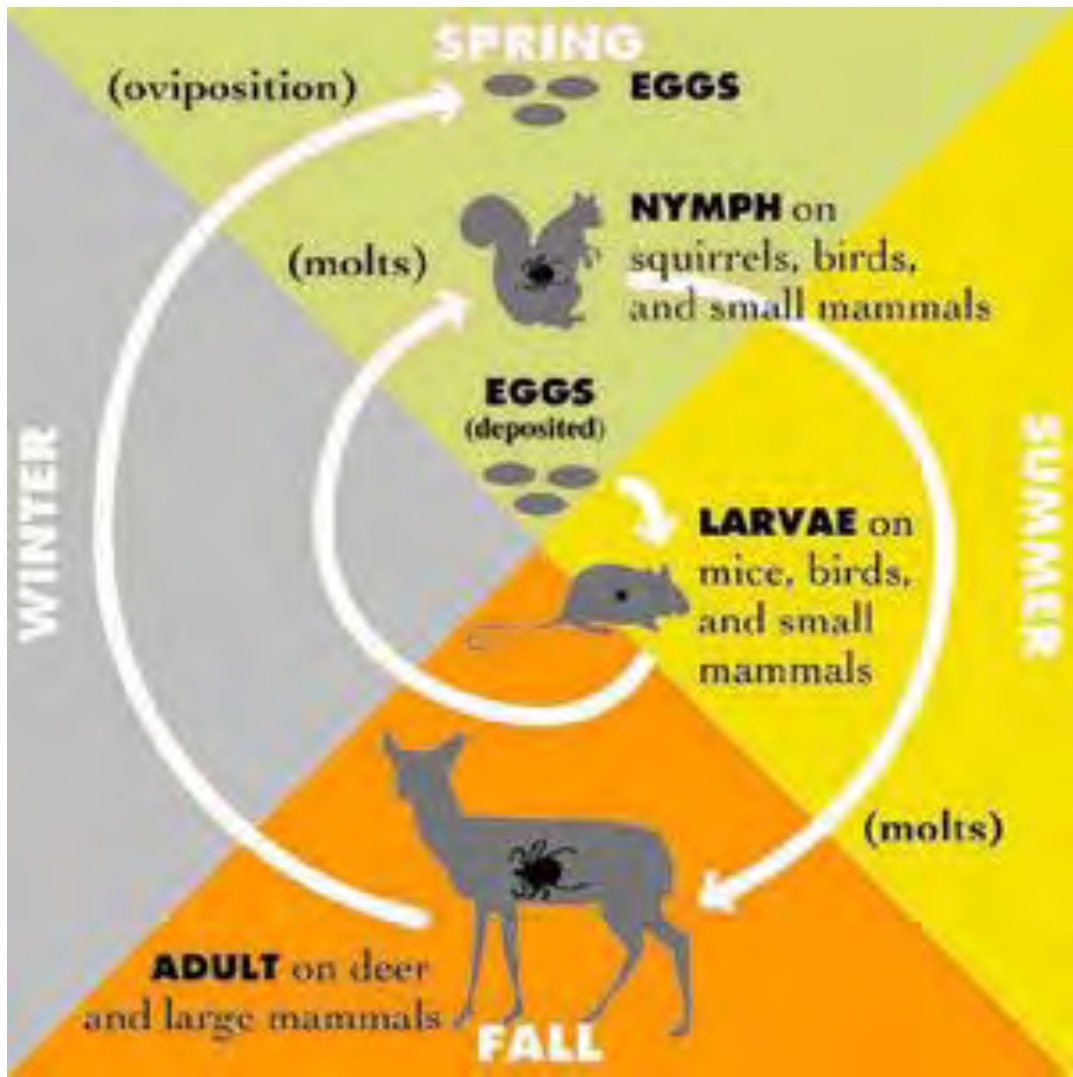 SPRING
(oviposition)
EGGS
NYMPH on
squirrels, birds,
and small mammals
(molts)
EGGS
(deposited)
WINTER
SUMMER
LARVAE on
mice, birds,
and small
mammals
(molts)
ADULT on deer
and large mammals
FALL